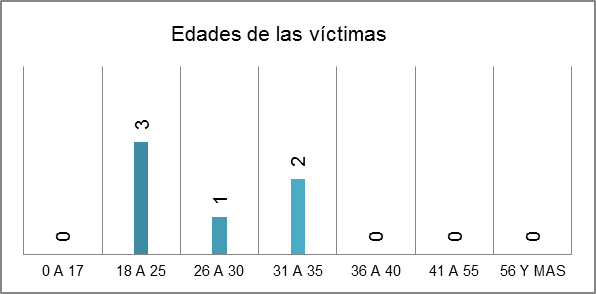 Edades de las víctimas
0
3
1
2
0
0
0
0 A 17
18 A 25
26 A 30
31 A 35
36 A 40
41 A 55
56 Y MAS